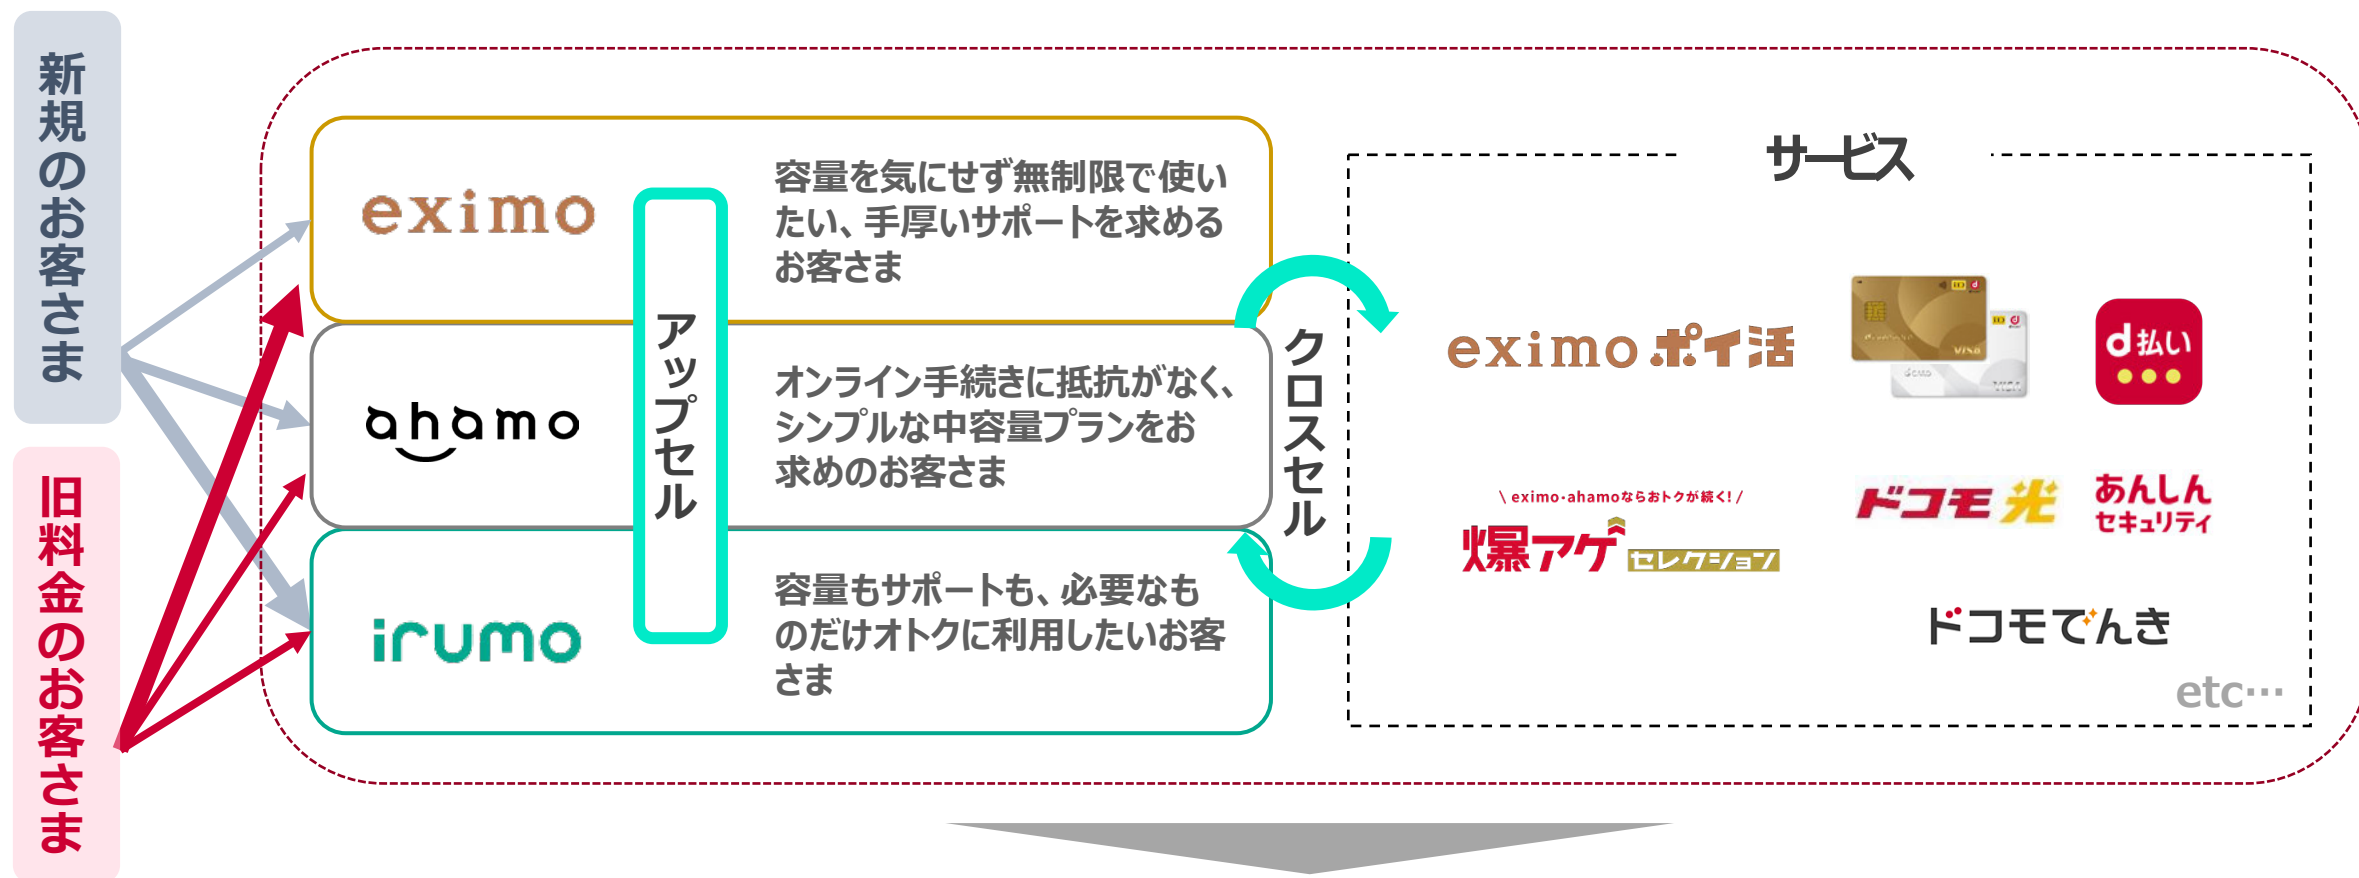 新規のお客さま
旧料金のお客さま
eximo
容量を気にせず無制限で使い
たい、手厚いサポートを求める
お客さま
アップセル
ahamo
オンライン手続きに抵抗がなく、
シンプルな中容量プランをお
求めのお客さま
irumo
容量もサポートも、必要なも
のだけオトクに利用したいお客
さま
クロスセル
サービス
eximo ポイ活
VISA
d払い
\ eximo・ahamoならおトクが続く! /
爆アゲ
セレクション
ドコモ光
あんしん
セキュリティ
ドコモでんき
etc…